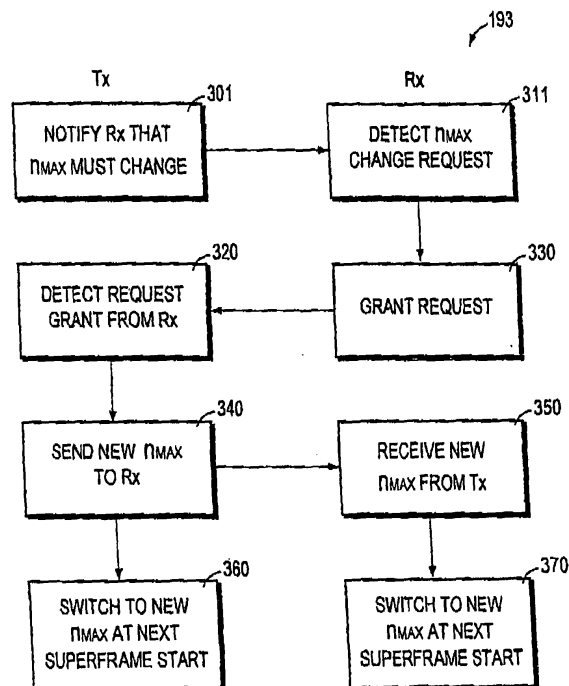 193
Tx
Rx
301
311
NOTIFY Rx THAT
nMAX MUST CHANGE
DETECT nMAX
CHANGE REQUEST
320
330
DETECT REQUEST
GRANT FROM Rx
GRANT REQUEST
340
350
SEND NEW nMAX
TO Rx
RECEIVE NEW
nMAX FROM Tx
360
370
SWITCH TO NEW
nMAX AT NEXT
SUPERFRAME START
SWITCH TO NEW
nMAX AT NEXT
SUPERFRAME START